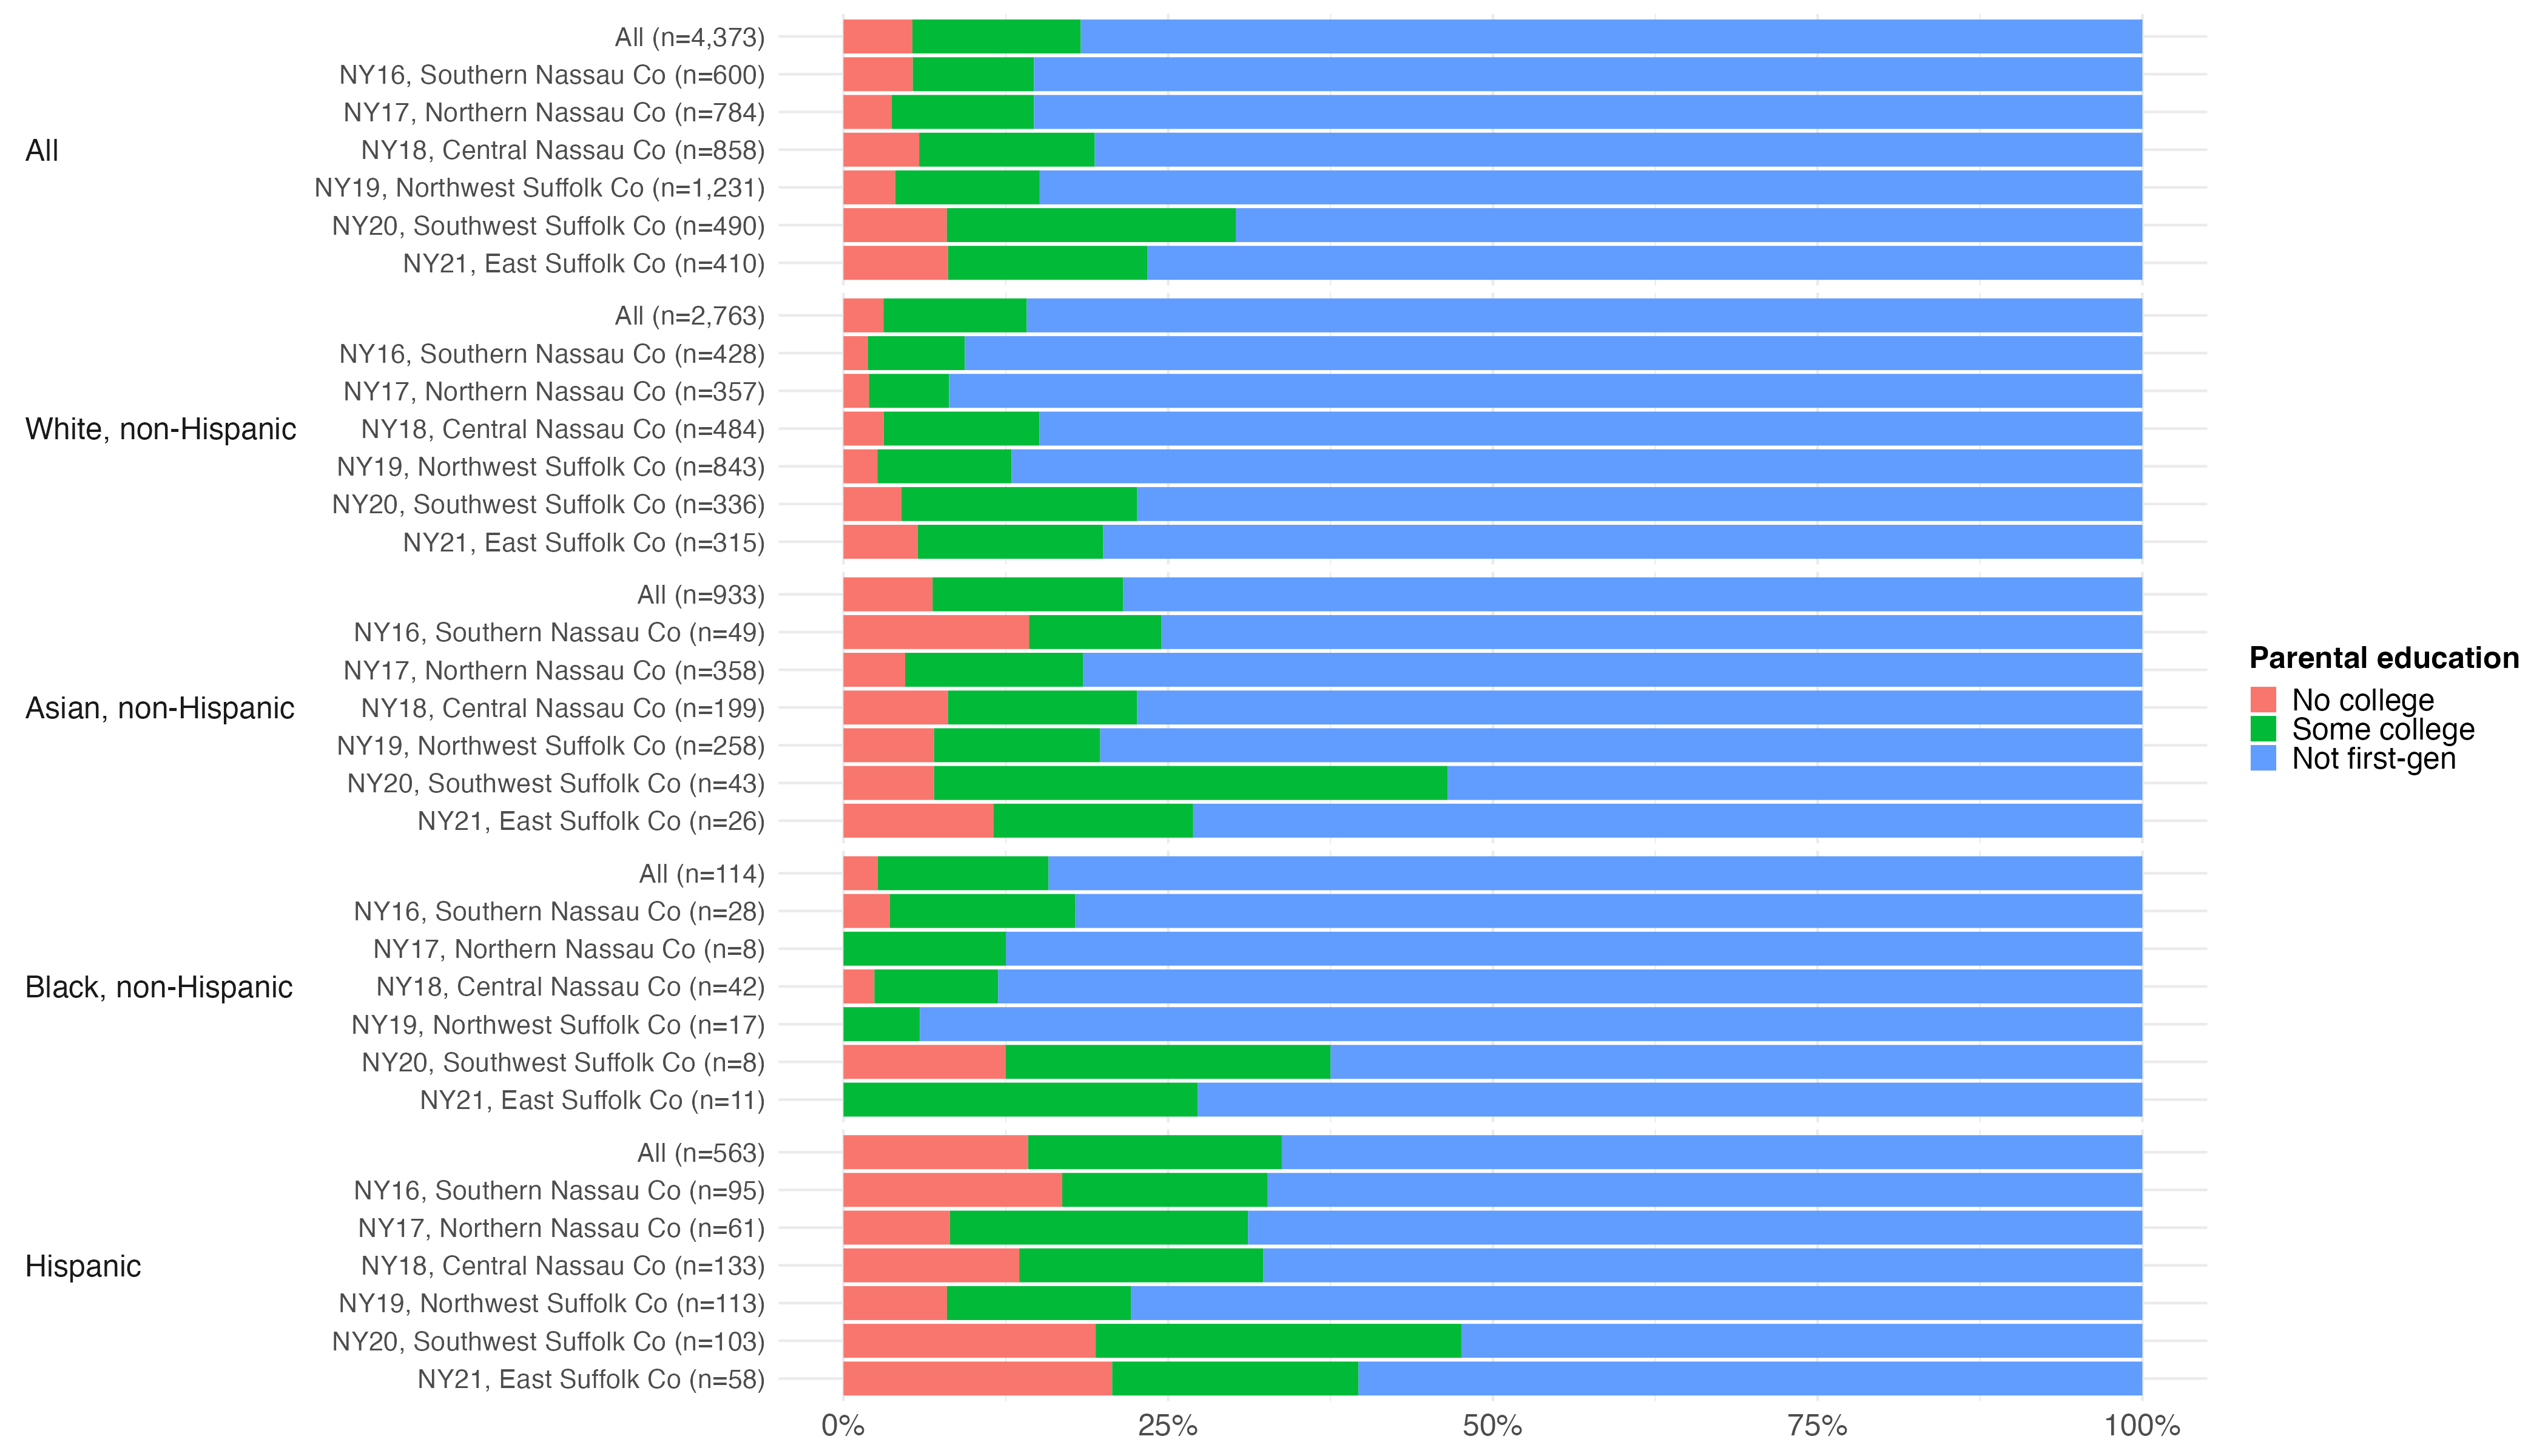 All
All (n=4,373)
NY16, Southern Nassau Co (n=600)
NY17, Northern Nassau Co (n=784)
NY18, Central Nassau Co (n=858)
NY19, Northwest Suffolk Co (n=1,231)
NY20, Southwest Suffolk Co (n=490)
NY21, East Suffolk Co (n=410)
White, non-Hispanic
All (n=2,763)
NY16, Southern Nassau Co (n=428)
NY17, Northern Nassau Co (n=357)
NY18, Central Nassau Co (n=484)
NY19, Northwest Suffolk Co (n=843)
NY20, Southwest Suffolk Co (n=336)
NY21, East Suffolk Co (n=315)
Asian, non-Hispanic
All (n=933)
NY16, Southern Nassau Co (n=49)
NY17, Northern Nassau Co (n=358)
NY18, Central Nassau Co (n=199)
NY19, Northwest Suffolk Co (n=258)
NY20, Southwest Suffolk Co (n=43)
NY21, East Suffolk Co (n=26)
Black, non-Hispanic
All (n=114)
NY16, Southern Nassau Co (n=28)
NY17, Northern Nassau Co (n=8)
NY18, Central Nassau Co (n=42)
NY19, Northwest Suffolk Co (n=17)
NY20, Southwest Suffolk Co (n=8)
NY21, East Suffolk Co (n=11)
Hispanic
All (n=563)
NY16, Southern Nassau Co (n=95)
NY17, Northern Nassau Co (n=61)
NY18, Central Nassau Co (n=133)
NY19, Northwest Suffolk Co (n=113)
NY20, Southwest Suffolk Co (n=103)
NY21, East Suffolk Co (n=58)
0% 25% 50% 75% 100%
Parental education
No college
Some college
Not first-gen